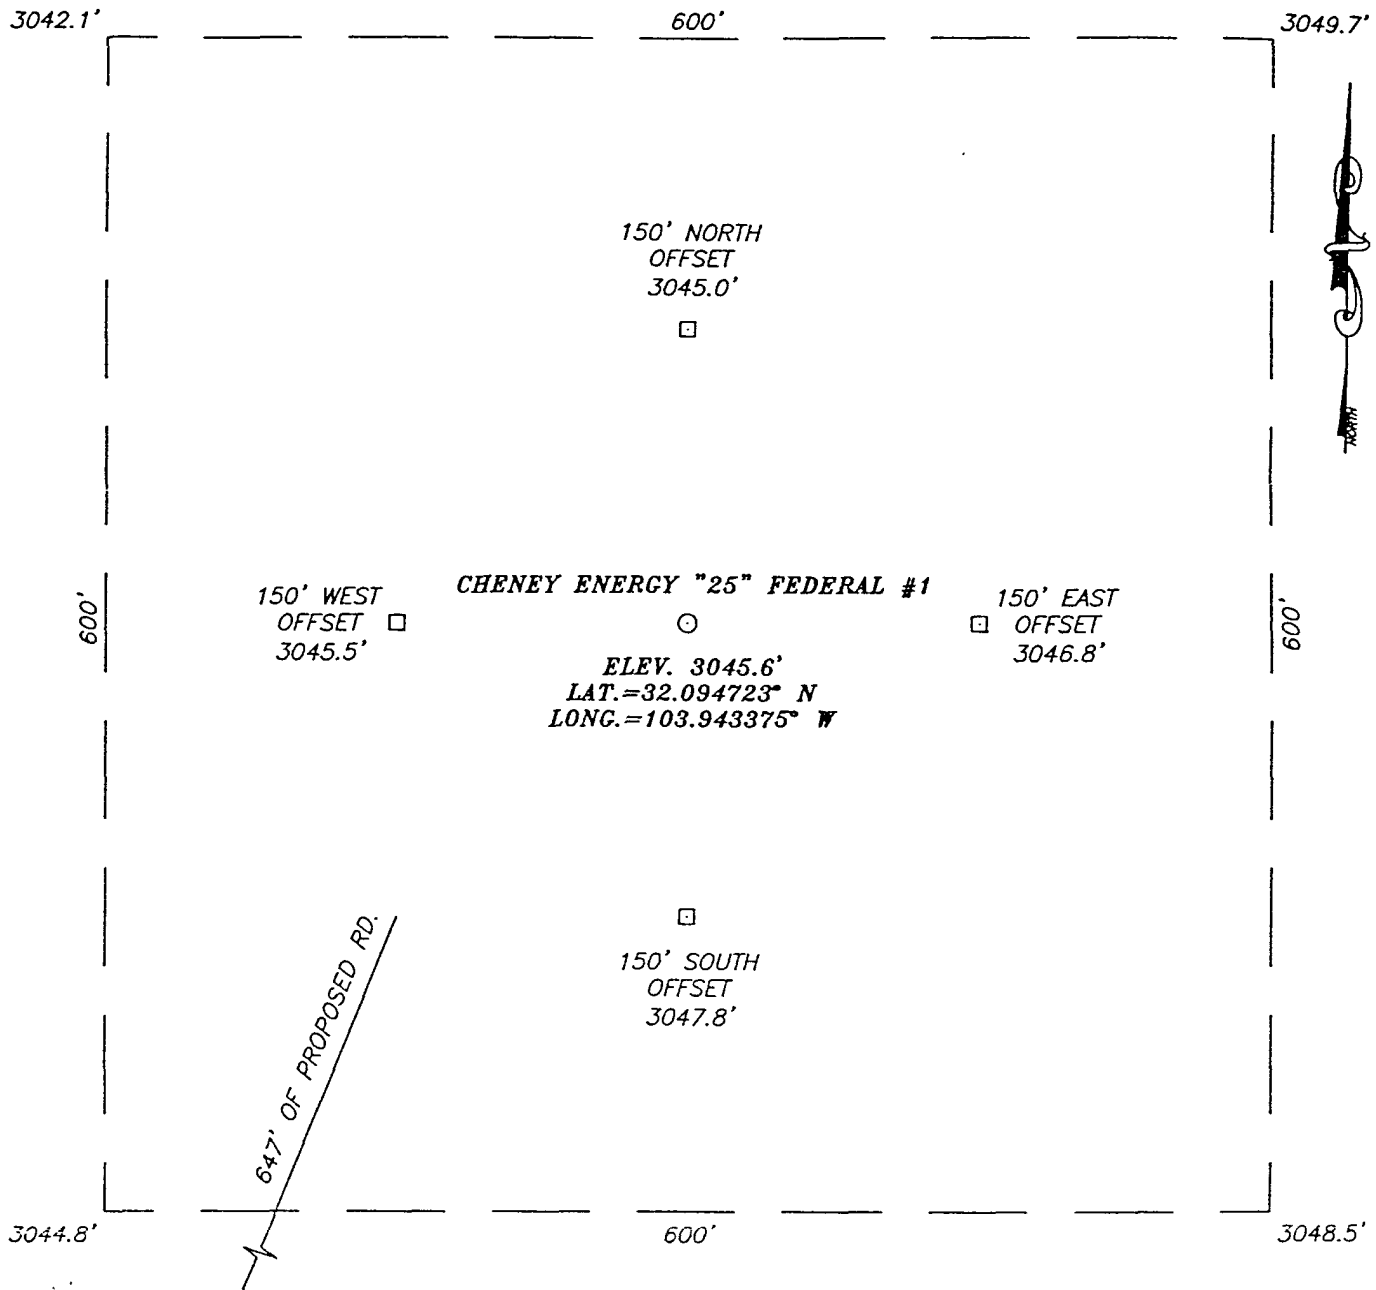 3042.1'
600'
3049.7'
150' NORTH
OFFSET
3045.0'
NORTH
600'
150' WEST
OFFSET
3045.5'
CHENEY ENERGY "25" FEDERAL #1
ELEV. 3045.6'
LAT.=32.094723° N
LONG.=103.943375° W
150' EAST
OFFSET
3046.8'
600'
150' SOUTH
OFFSET
3047.8'
647' OF PROPOSED RD.
3044.8'
600'
3048.5'